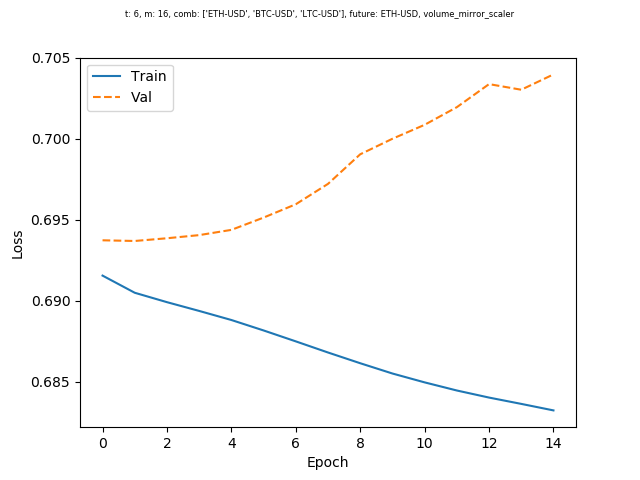 t: 6, m: 16, comb: ['ETH-USD', 'BTC-USD', 'LTC-USD'], future: ETH-USD, volume_mirror_scaler
0.705
Train
Val
0.700
0.695
Loss
0.690
0.685
0 2 4 6 8 10 12 14
Epoch